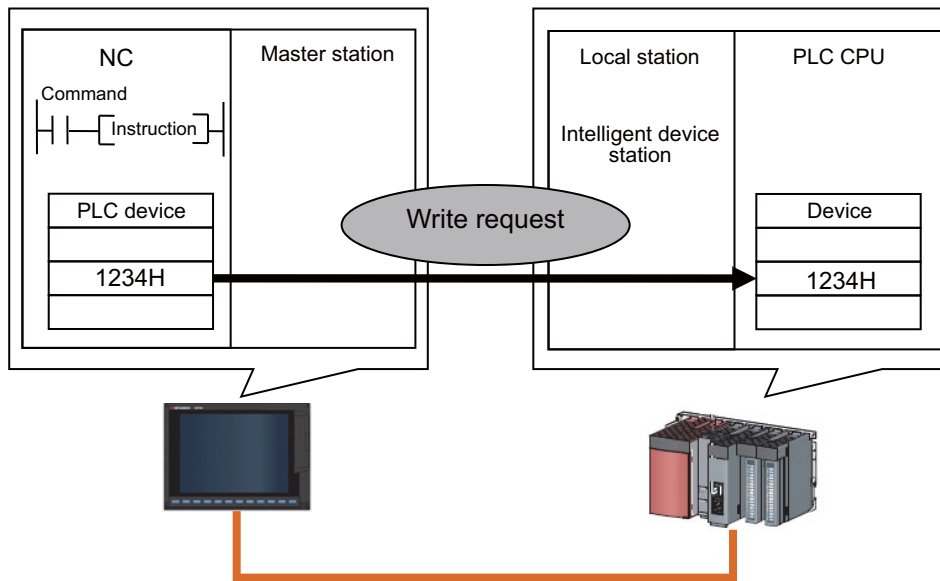 NC
Master station
Command
Instruction
PLC device
1234H
Write request
Local station
PLC CPU
Intelligent device
station
Device
1234H